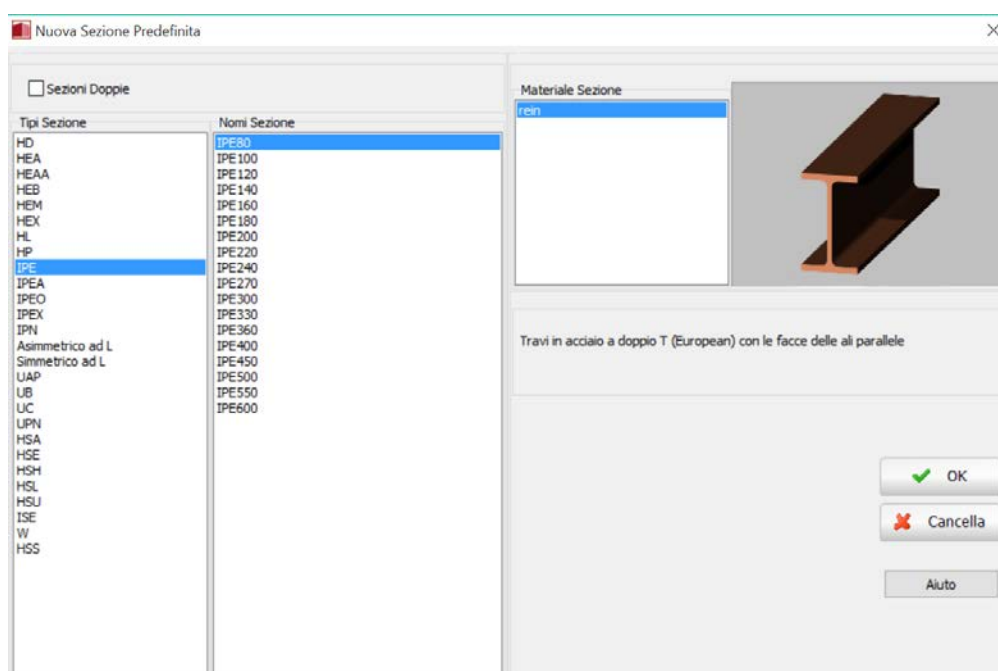 Nuova Sezione Predefinita
Sezioni Doppie
Tipi Sezione
HD
HEA
HEAA
HEB
HEM
HEX
HL
HP
IPE
IPEA
IPEO
IPEX
IPN
Asimmetrico ad L
Simmetrico ad L
UAP
UB
UC
UPN
HSA
HSE
HSH
HSL
HSU
ISE
W
HSS
Nomi Sezione
IPE80
IPE100
IPE120
IPE140
IPE160
IPE180
IPE200
IPE220
IPE240
IPE270
IPE300
IPE330
IPE360
IPE400
IPE450
IPE500
IPE550
IPE600
Materiale Sezione
rein
Travi in acciaio a doppio T (European) con le facce delle ali parallele
OK
Cancella
Aiuto